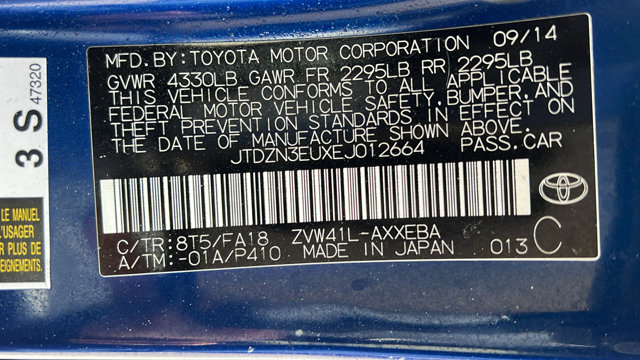 MFD.BY:TOYOTA MOTOR CORPORATION 09/14
GVWR 4330LB GAWR FR 2295LB RR 2295LB
THIS VEHICLE CONFORMS TO ALL APPLICABLE
FEDERAL MOTOR VEHICLE SAFETY,BUMPER,AND
THEFT PREVENTION STANDARDS IN EFFECT ON
THE DATE OF MANUFACTURE SHOWN ABOVE.
JTDZN3EUXEJ012664 PASS.CAR
C/TR:8T5/FA18 ZVW41L-AXXEBA
A/TM:-01A/P410 MADE IN JAPAN 013 C
3 S 47320
LE MANUEL
L'USAGER
DE
EIGNEMENTS.